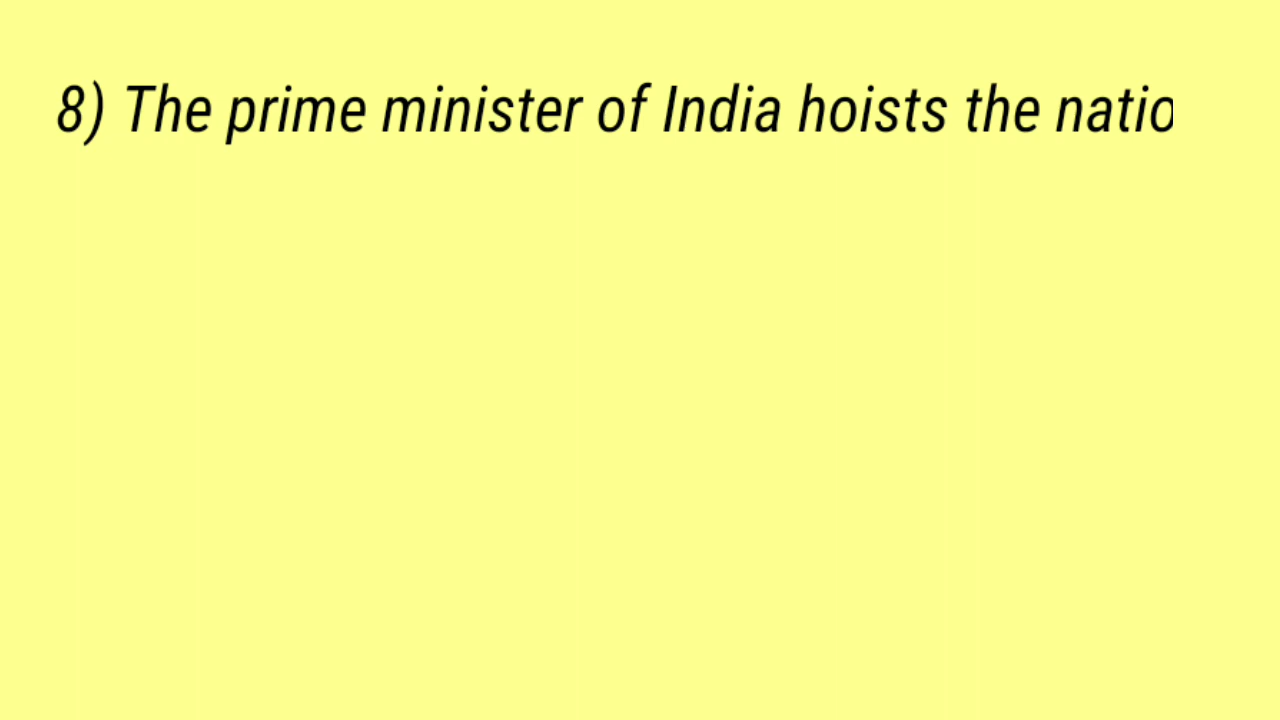 8) The prime minister of India hoists the natio